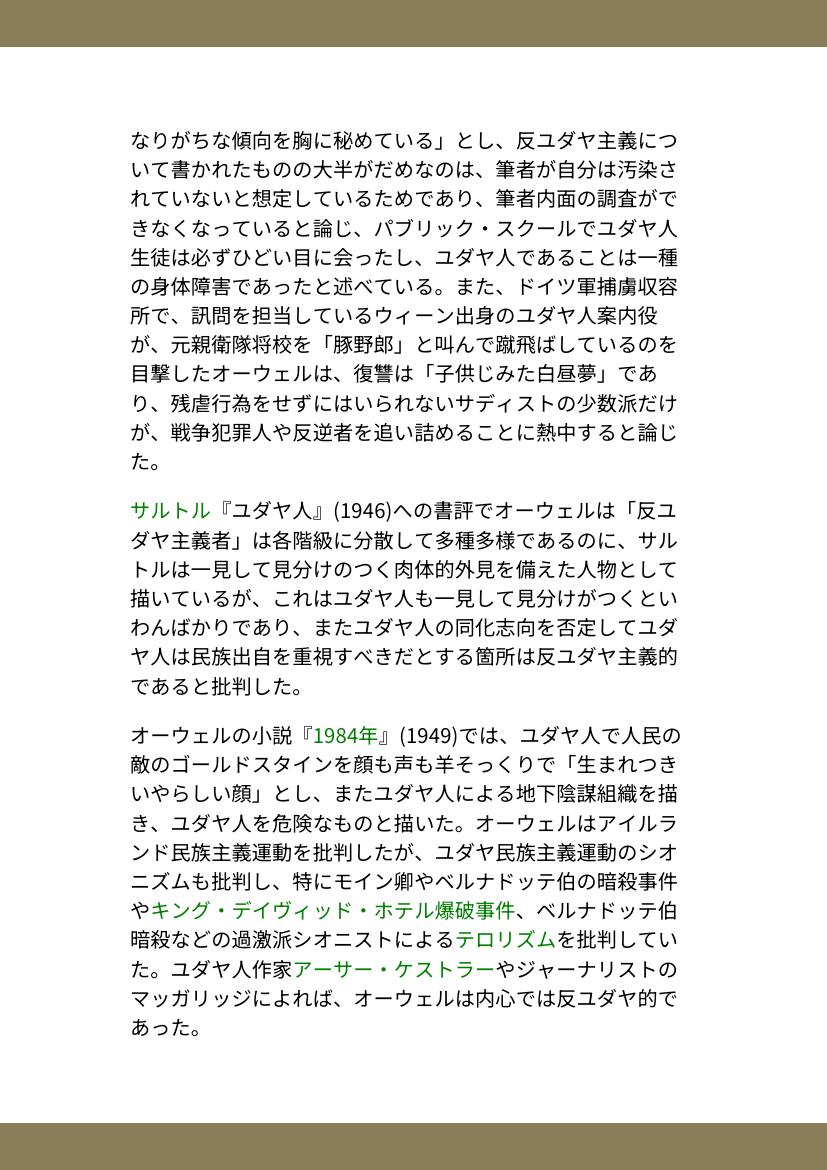 なりがちな傾向を胸に秘めている」とし、反ユダヤ主義につ
いて書かれたものの大半がだめなのは、筆者が自分は汚染さ
れていないと想定しているためであり、筆者内面の調査がで
きなくなっていると論じ、パブリック・スクールでユダヤ人
生徒は必ずひどい目に会ったし、ユダヤ人であることは一種
の身体障害であったと述べている。また、ドイツ軍捕虜収容
所で、訊問を担当しているウィーン出身のユダヤ人案内役
が、元親衛隊将校を「豚野郎」と叫んで蹴飛ばしているのを
目撃したオーウェルは、復讐は「子供じみた白昼夢」であ
り、残虐行為をせずにはいられないサディストの少数派だけ
が、戦争犯罪人や反逆者を追い詰めることに熱中すると論じ
た。
サルトル『ユダヤ人』(1946)への書評でオーウェルは「反ユ
ダヤ主義者」は各階級に分散して多種多様であるのに、サル
トルは一見して見分けのつく肉体的外見を備えた人物として
描いているが、これはユダヤ人も一見して見分けがつくとい
わんばかりであり、またユダヤ人の同化志向を否定してユダ
ヤ人は民族出自を重視すべきだとする箇所は反ユダヤ主義的
であると批判した。
オーウェルの小説『1984年』(1949)では、ユダヤ人で人民の
敵のゴールドスタインを顔も声も羊そっくりで「生まれつき
いやらしい顔」とし、またユダヤ人による地下陰謀組織を描
き、ユダヤ人を危険なものと描いた。オーウェルはアイルラ
ンド民族主義運動を批判したが、ユダヤ民族主義運動のシオ
ニズムも批判し、特にモイン卿やベルナドッテ伯の暗殺事件
やキング・デイヴィッド・ホテル爆破事件、ベルナドッテ伯
暗殺などの過激派シオニストによるテロリズムを批判してい
た。ユダヤ人作家アーサー・ケストラーやジャーナリストの
マッガリッジによれば、オーウェルは内心では反ユダヤ的で
あった。